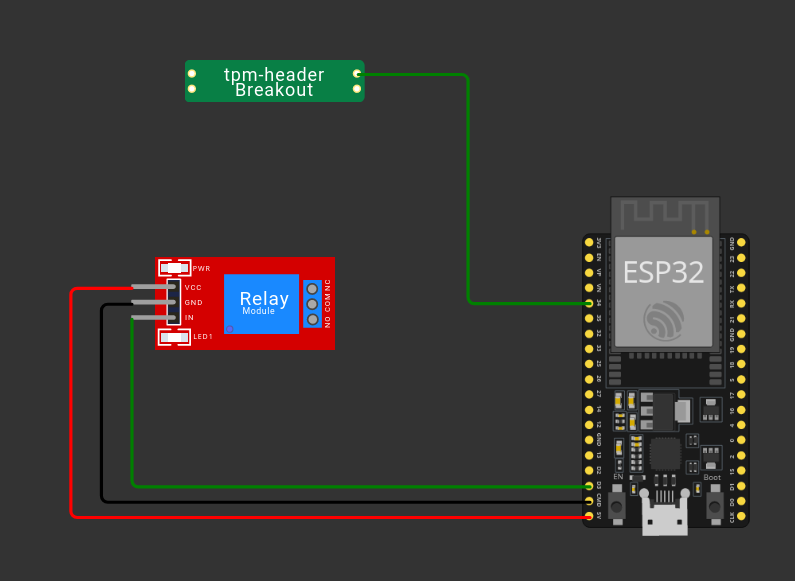 tpm-header
Breakout
PWR
VCC
GND
IN
LED1
Relay
Module
NO COM NC
ESP32
3V3
EN
VP
VN
34
35
32
33
25
26
27
14
12
GND
13
D2
D3
CMD
5V
GND
23
22
TX
RX
21
GND
19
18
5
17
16
4
0
2
15
D1
D0
CLK
EN
Boot